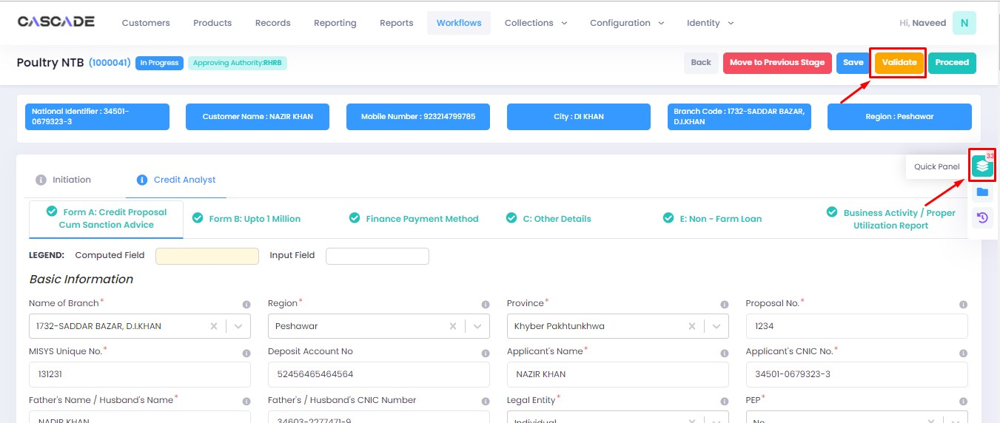 CASCADE Customers Products Records Reporting Reports Workflows Collections Configuration Identity Hi, Naveed N
Poultry NTB (1000041) In Progress Approving Authority:RHRB Back Move to Previous Stage Save Validate Proceed
National Identifier : 34501-
0679323-3
Customer Name : NAZIR KHAN
Mobile Number : 923214799785
City : DI KHAN
Branch Code : 1732-SADDAR BAZAR,
D.I.KHAN
Region : Peshawar
33
Quick Panel
Initiation Credit Analyst
Form A: Credit Proposal
Cum Sanction Advice
Form B: Upto 1 Million
Finance Payment Method
C: Other Details
E: Non - Farm Loan
Business Activity / Proper
Utilization Report
LEGEND: Computed Field Input Field
Basic Information
Name of Branch* Region* Province* Proposal No.*
1732-SADDAR BAZAR, D.I.KHAN Peshawar Khyber Pakhtunkhwa 1234
MISYS Unique No.* Deposit Account No Applicant's Name* Applicant's CNIC No.*
131231 52456465464564 NAZIR KHAN 34501-0679323-3
Father's Name / Husband's Name* Father's / Husband's CNIC Number Legal Entity* PEP*
NADIR KHAN 34603-2277471-9 Individual No